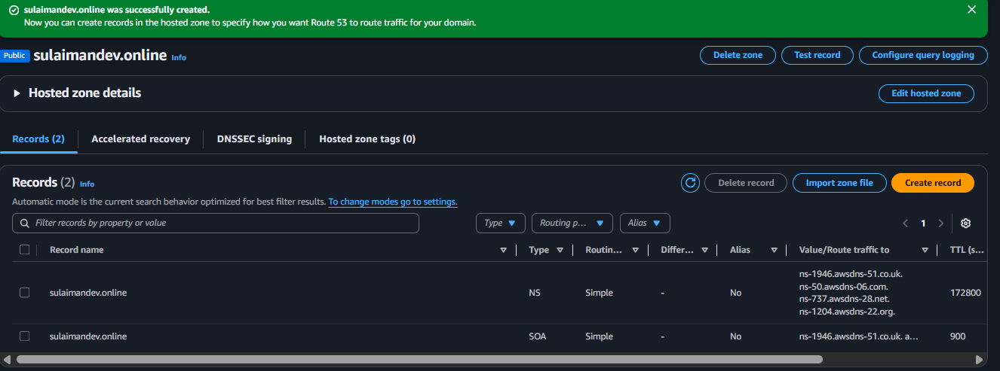 sulaimandev.online was successfully created.
Now you can create records in the hosted zone to specify how you want Route 53 to route traffic for your domain.
Public sulaimandev.online Info
Delete zone Test record Configure query logging
Hosted zone details Edit hosted zone
Records (2) Accelerated recovery DNSSEC signing Hosted zone tags (0)
Records (2) Info Delete record Import zone file Create record
Automatic mode is the current search behavior optimized for best filter results. To change modes go to settings.
Filter records by property or value Type Routing p... Alias 1
Record name Type Routin... Differ... Alias Value/Route traffic to TTL (s...
sulaimandev.online NS Simple - No ns-1946.awsdns-51.co.uk. 172800
ns-50.awsdns-06.com.
ns-737.awsdns-28.net.
ns-1204.awsdns-22.org.
sulaimandev.online SOA Simple - No ns-1946.awsdns-51.co.uk. a... 900